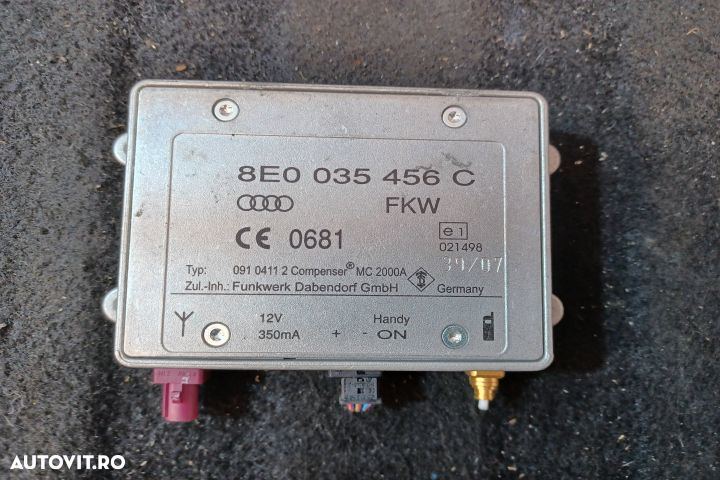 8E0 035 456 C
FKW
CE 0681
e 1
021498
39/07
Typ: 091 0411 2 Compenser® MC 2000A
Zul.-Inh.: Funkwerk Dabendorf GmbH Germany
12V Handy
350mA + - ON
AUTOVIT.RO